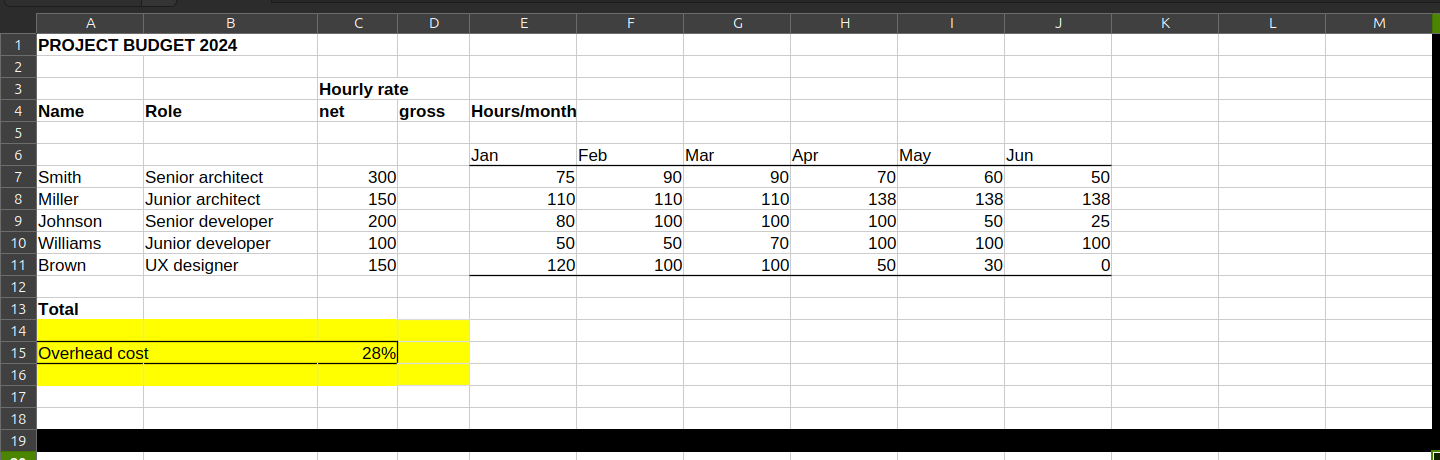 A B C D E F G H I J K L M
1 PROJECT BUDGET 2024
2
3 Hourly rate
4 Name Role net gross Hours/month
5
6 Jan Feb Mar Apr May Jun
7 Smith Senior architect 300 75 90 90 70 60 50
8 Miller Junior architect 150 110 110 110 138 138 138
9 Johnson Senior developer 200 80 100 100 100 50 25
10 Williams Junior developer 100 50 50 70 100 100 100
11 Brown UX designer 150 120 100 100 50 30 0
12
13 Total
14
15 Overhead cost 28%
16
17
18
19